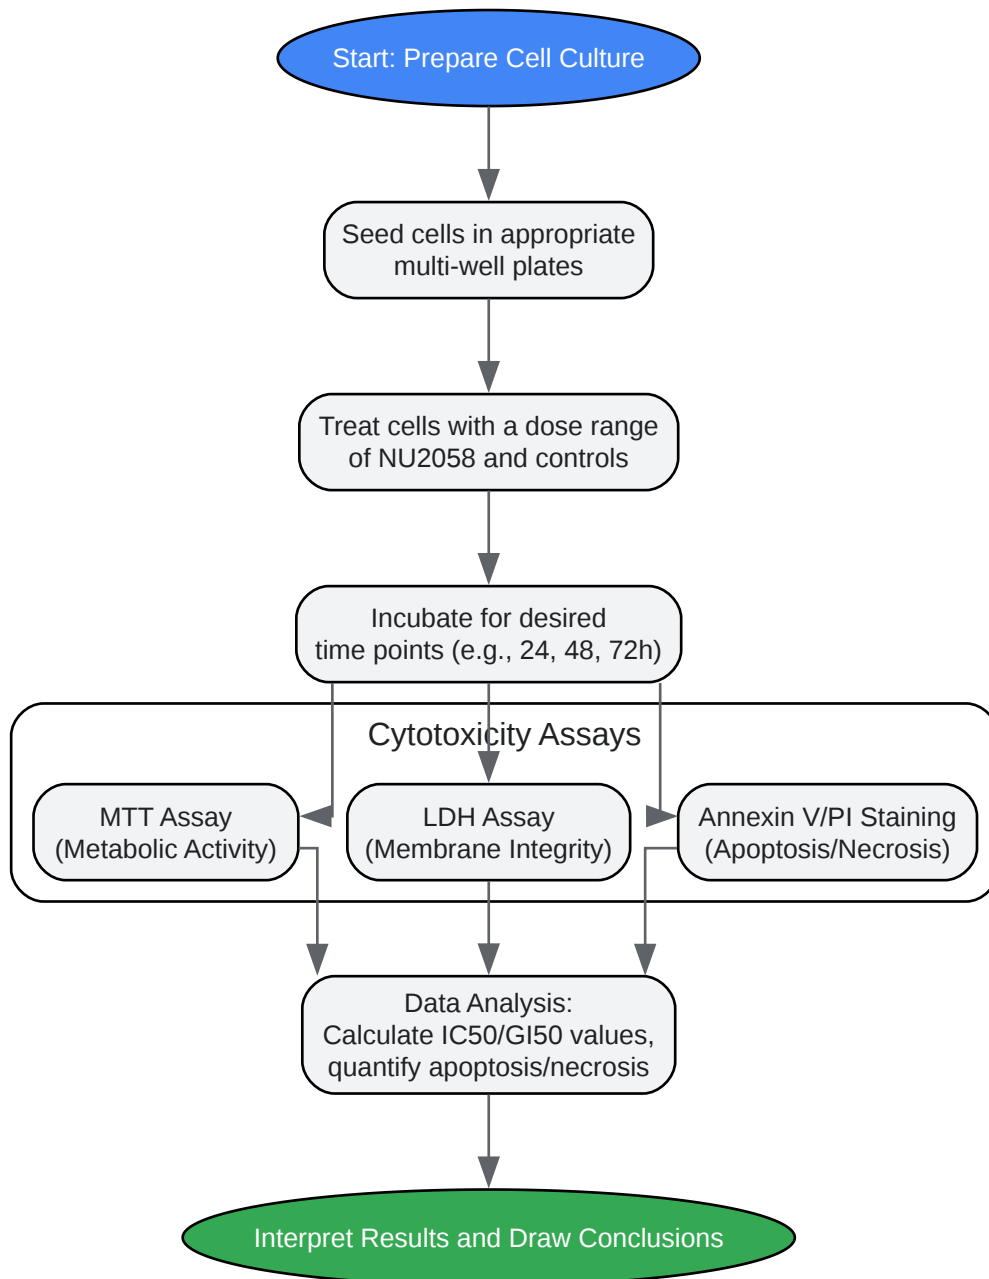 Start: Prepare Cell Culture
Seed cells in appropriate
multi-well plates
Treat cells with a dose range
of NU2058 and controls
Incubate for desired
time points (e.g., 24, 48, 72h)
Cytotoxicity Assays
MTT Assay
(Metabolic Activity)
LDH Assay
(Membrane Integrity)
Annexin V/PI Staining
(Apoptosis/Necrosis)
Data Analysis:
Calculate IC50/GI50 values,
quantify apoptosis/necrosis
Interpret Results and Draw Conclusions